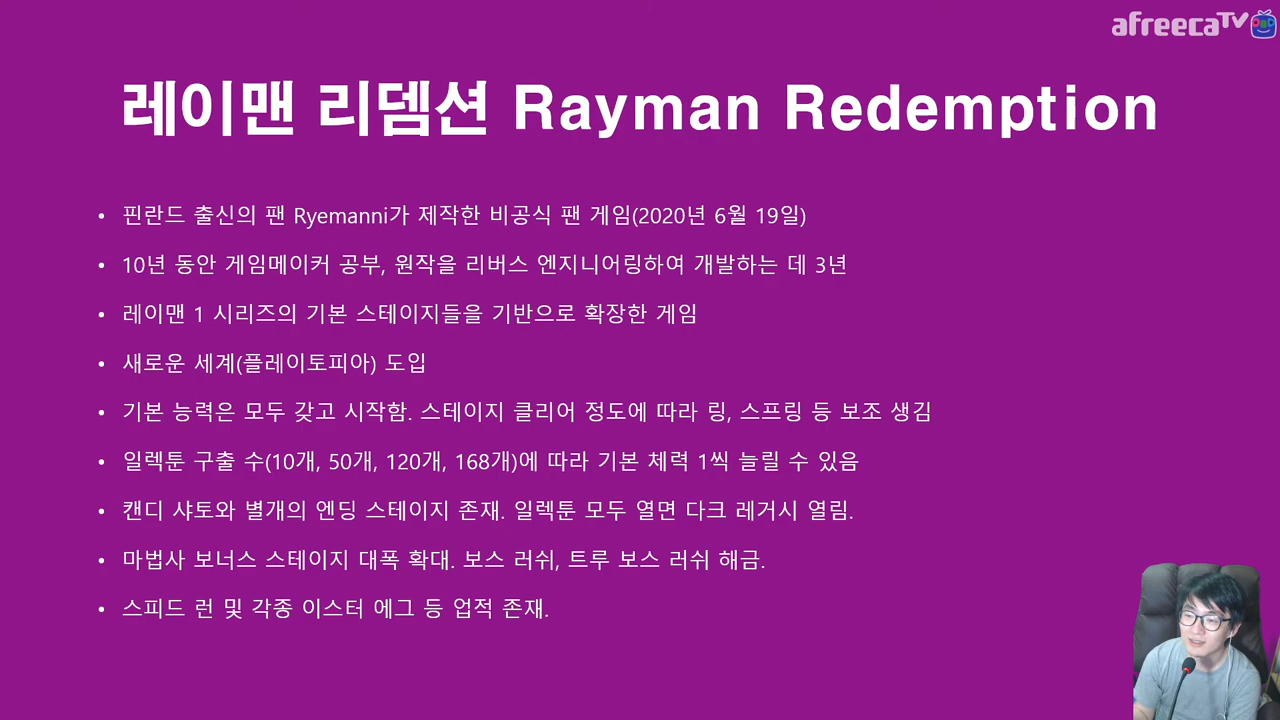 afreecaTV
레이맨 리뎀션 Rayman Redemption
• 핀란드 출신의 팬 Ryemanni가 제작한 비공식 팬 게임(2020년 6월 19일)
• 10년 동안 게임메이커 공부, 원작을 리버스 엔지니어링하여 개발하는 데 3년
• 레이맨 1 시리즈의 기본 스테이지들을 기반으로 확장한 게임
• 새로운 세계(플레이토피아) 도입
• 기본 능력은 모두 갖고 시작함. 스테이지 클리어 정도에 따라 링, 스프링 등 보조 생김
• 일렉툰 구출 수(10개, 50개, 120개, 168개)에 따라 기본 체력 1씩 늘릴 수 있음
• 캔디 샤토와 별개의 엔딩 스테이지 존재. 일렉툰 모두 열면 다크 레거시 열림.
• 마법사 보너스 스테이지 대폭 확대. 보스 러쉬, 트루 보스 러쉬 해금.
• 스피드 런 및 각종 이스터 에그 등 업적 존재.